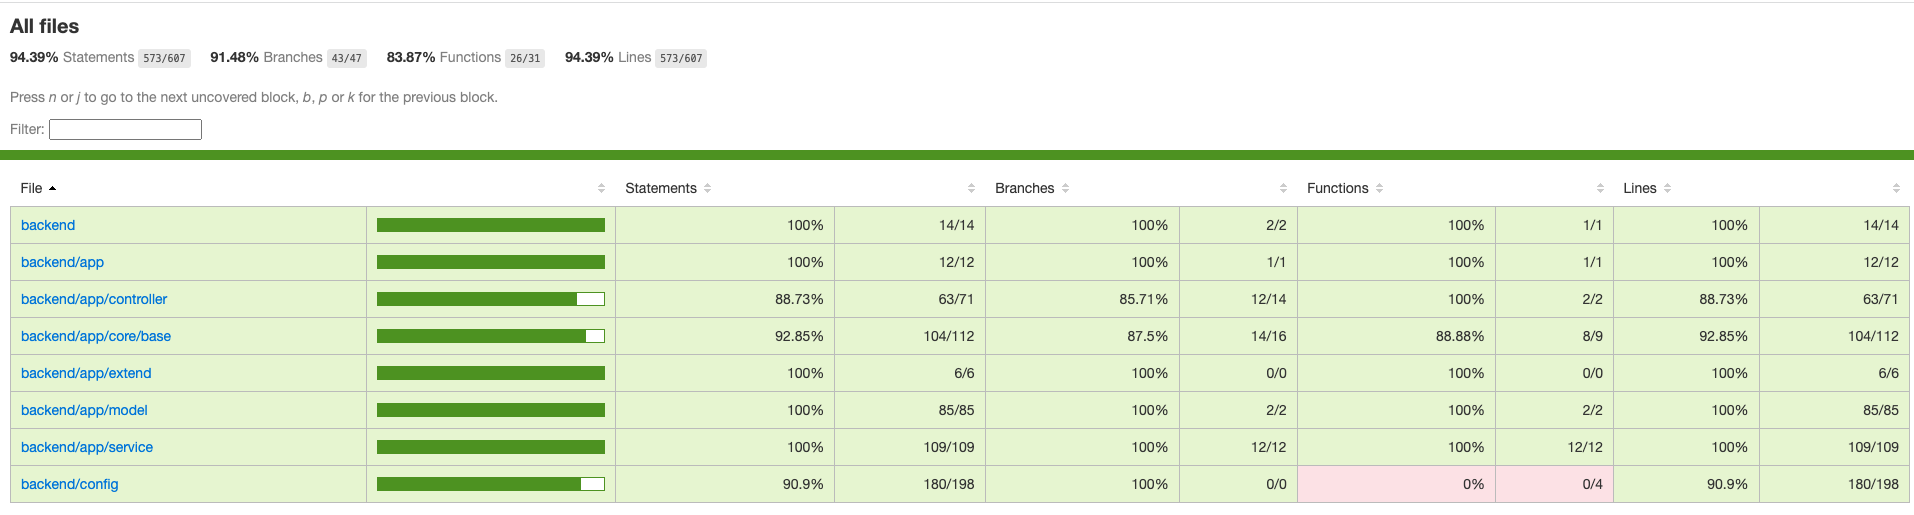 All files
94.39% Statements 573/607 91.48% Branches 43/47 83.87% Functions 26/31 94.39% Lines 573/607
Press n or j to go to the next uncovered block, b, p or k for the previous block.
Filter:
File Statements Branches Functions Lines
backend 100% 14/14 100% 2/2 100% 1/1 100% 14/14
backend/app 100% 12/12 100% 1/1 100% 1/1 100% 12/12
backend/app/controller 88.73% 63/71 85.71% 12/14 100% 2/2 88.73% 63/71
backend/app/core/base 92.85% 104/112 87.5% 14/16 88.88% 8/9 92.85% 104/112
backend/app/extend 100% 6/6 100% 0/0 100% 0/0 100% 6/6
backend/app/model 100% 85/85 100% 2/2 100% 2/2 100% 85/85
backend/app/service 100% 109/109 100% 12/12 100% 12/12 100% 109/109
backend/config 90.9% 180/198 100% 0/0 0% 0/4 90.9% 180/198